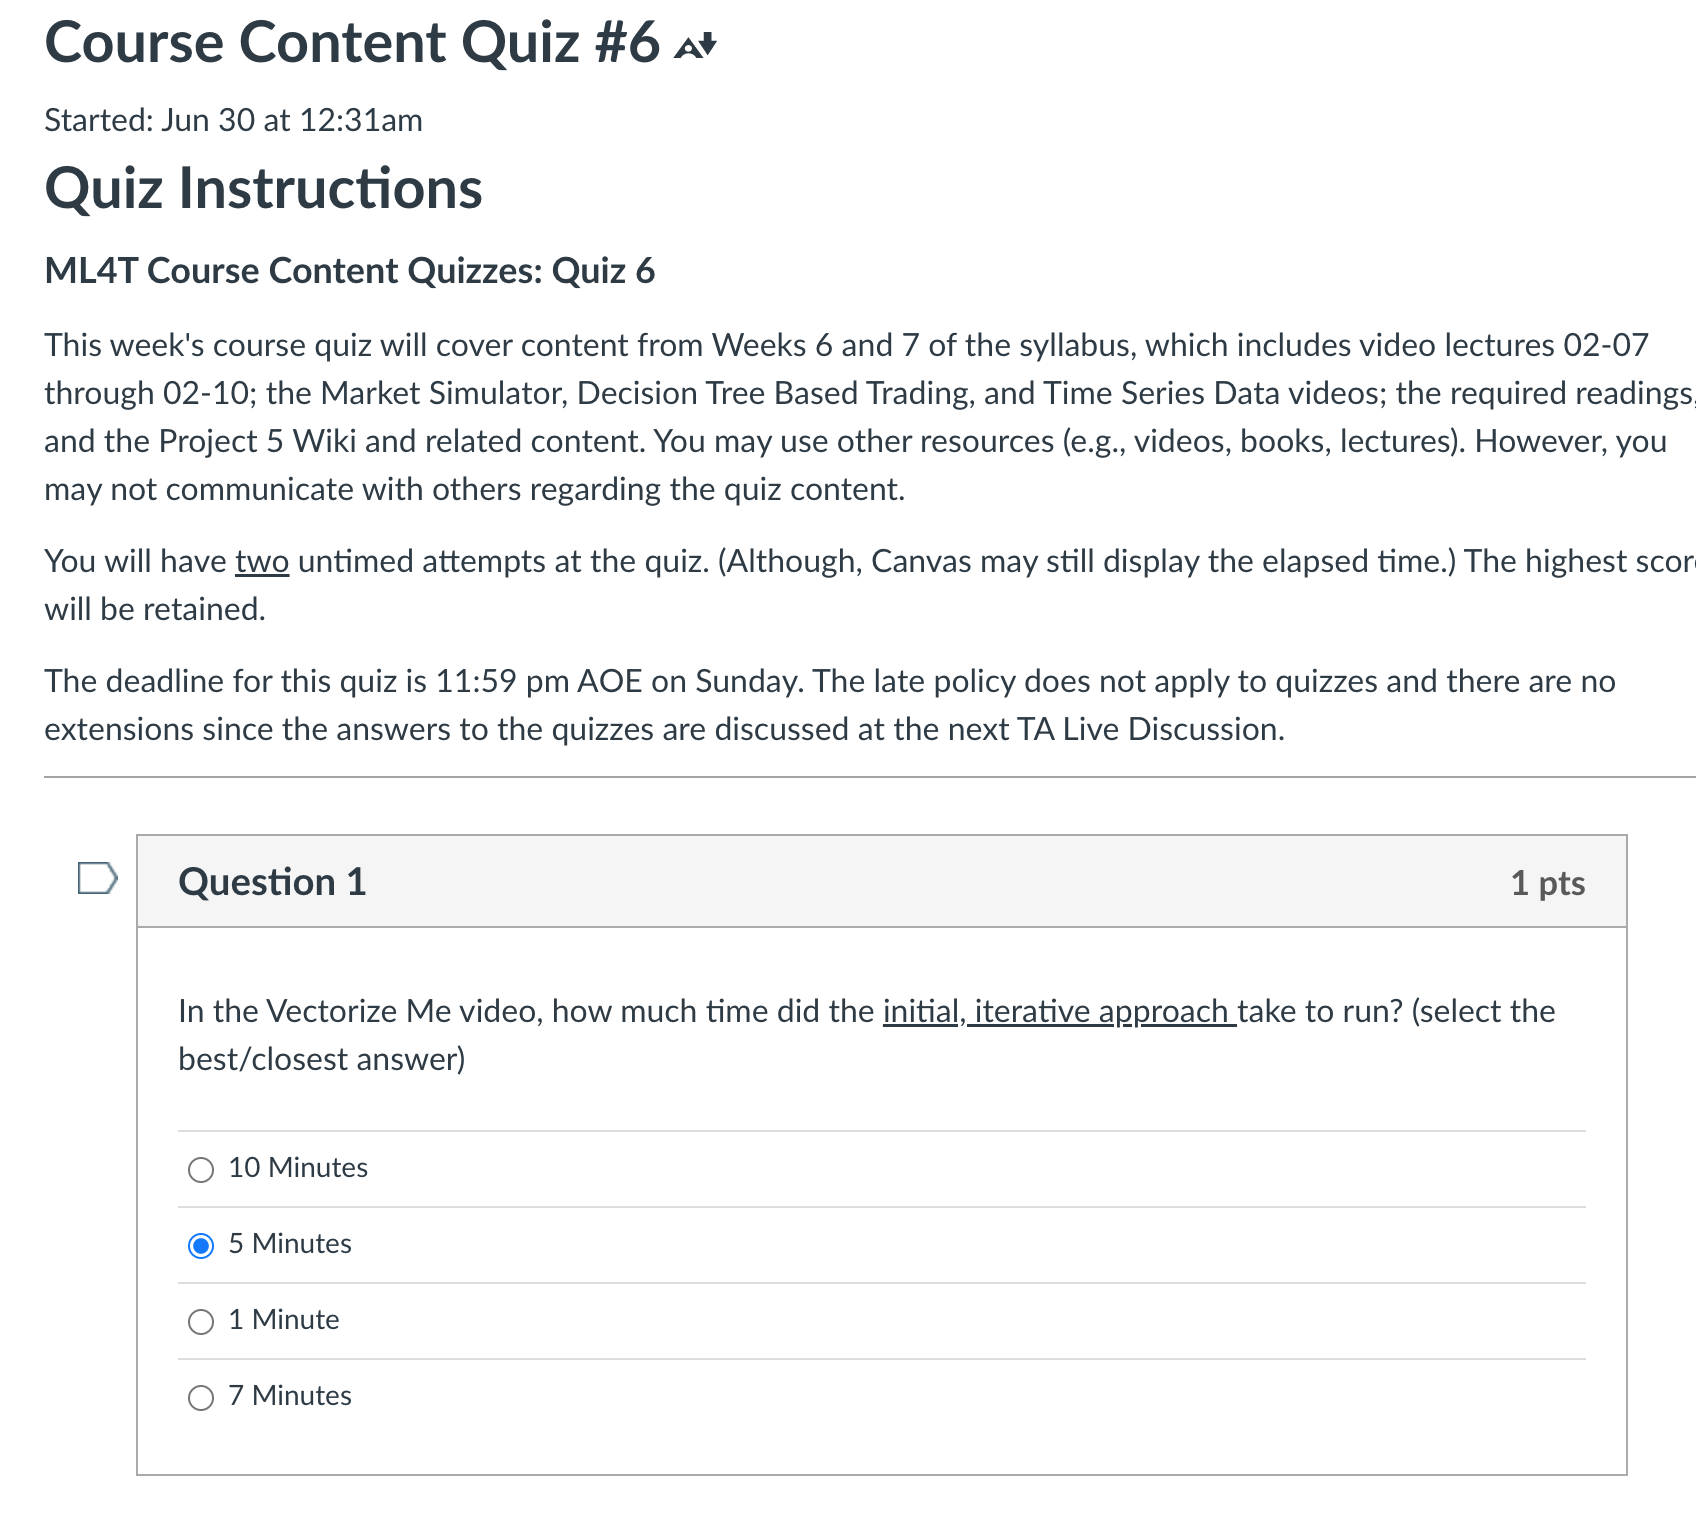 Course Content Quiz #6
Started: Jun 30 at 12:31am
Quiz Instructions
ML4T Course Content Quizzes: Quiz 6
This week's course quiz will cover content from Weeks 6 and 7 of the syllabus, which includes video lectures 02-07
through 02-10; the Market Simulator, Decision Tree Based Trading, and Time Series Data videos; the required readings,
and the Project 5 Wiki and related content. You may use other resources (e.g., videos, books, lectures). However, you
may not communicate with others regarding the quiz content.
You will have two untimed attempts at the quiz. (Although, Canvas may still display the elapsed time.) The highest scor
will be retained.
The deadline for this quiz is 11:59 pm AOE on Sunday. The late policy does not apply to quizzes and there are no
extensions since the answers to the quizzes are discussed at the next TA Live Discussion.
Question 1
1 pts
In the Vectorize Me video, how much time did the initial, iterative approach take to run? (select the
best/closest answer)
10 Minutes
5 Minutes
1 Minute
7 Minutes